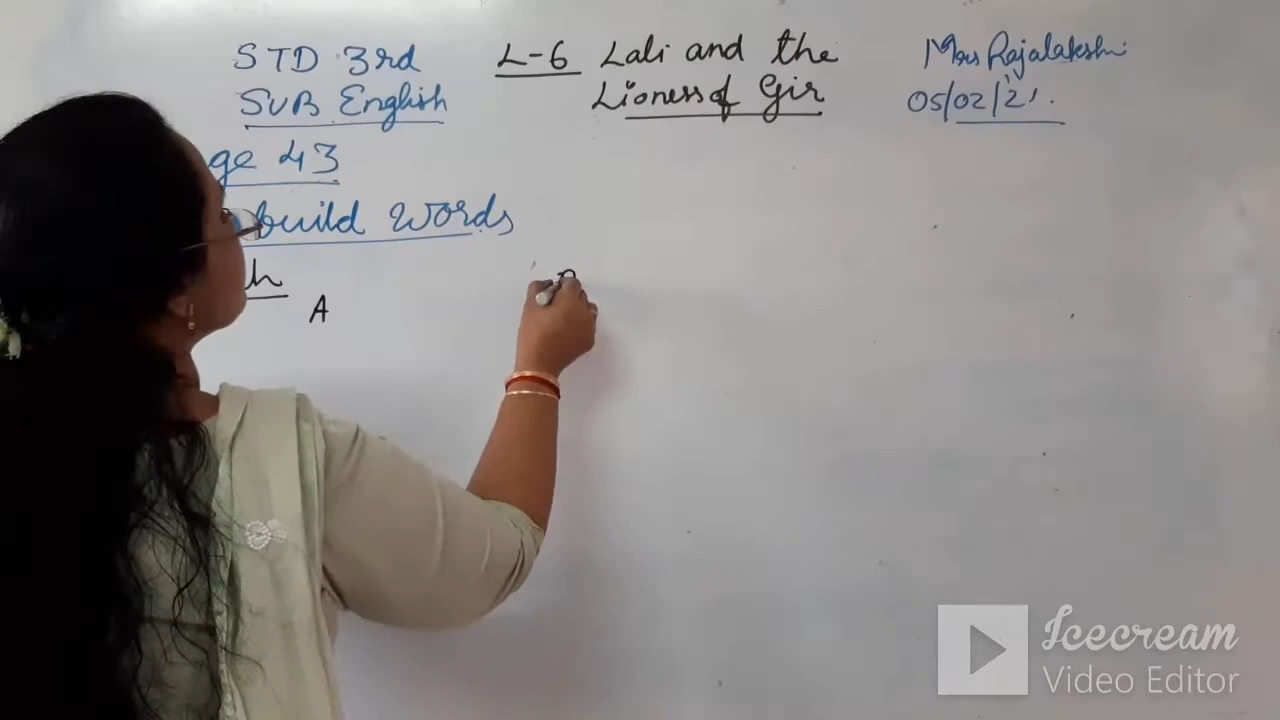 STD 3rd
SUB English
L-6 Lali and the
Lioness of Gir
Mrs Rajalakshi
05/02/21.
ge 43
build words
h
A
Icecream
Video Editor